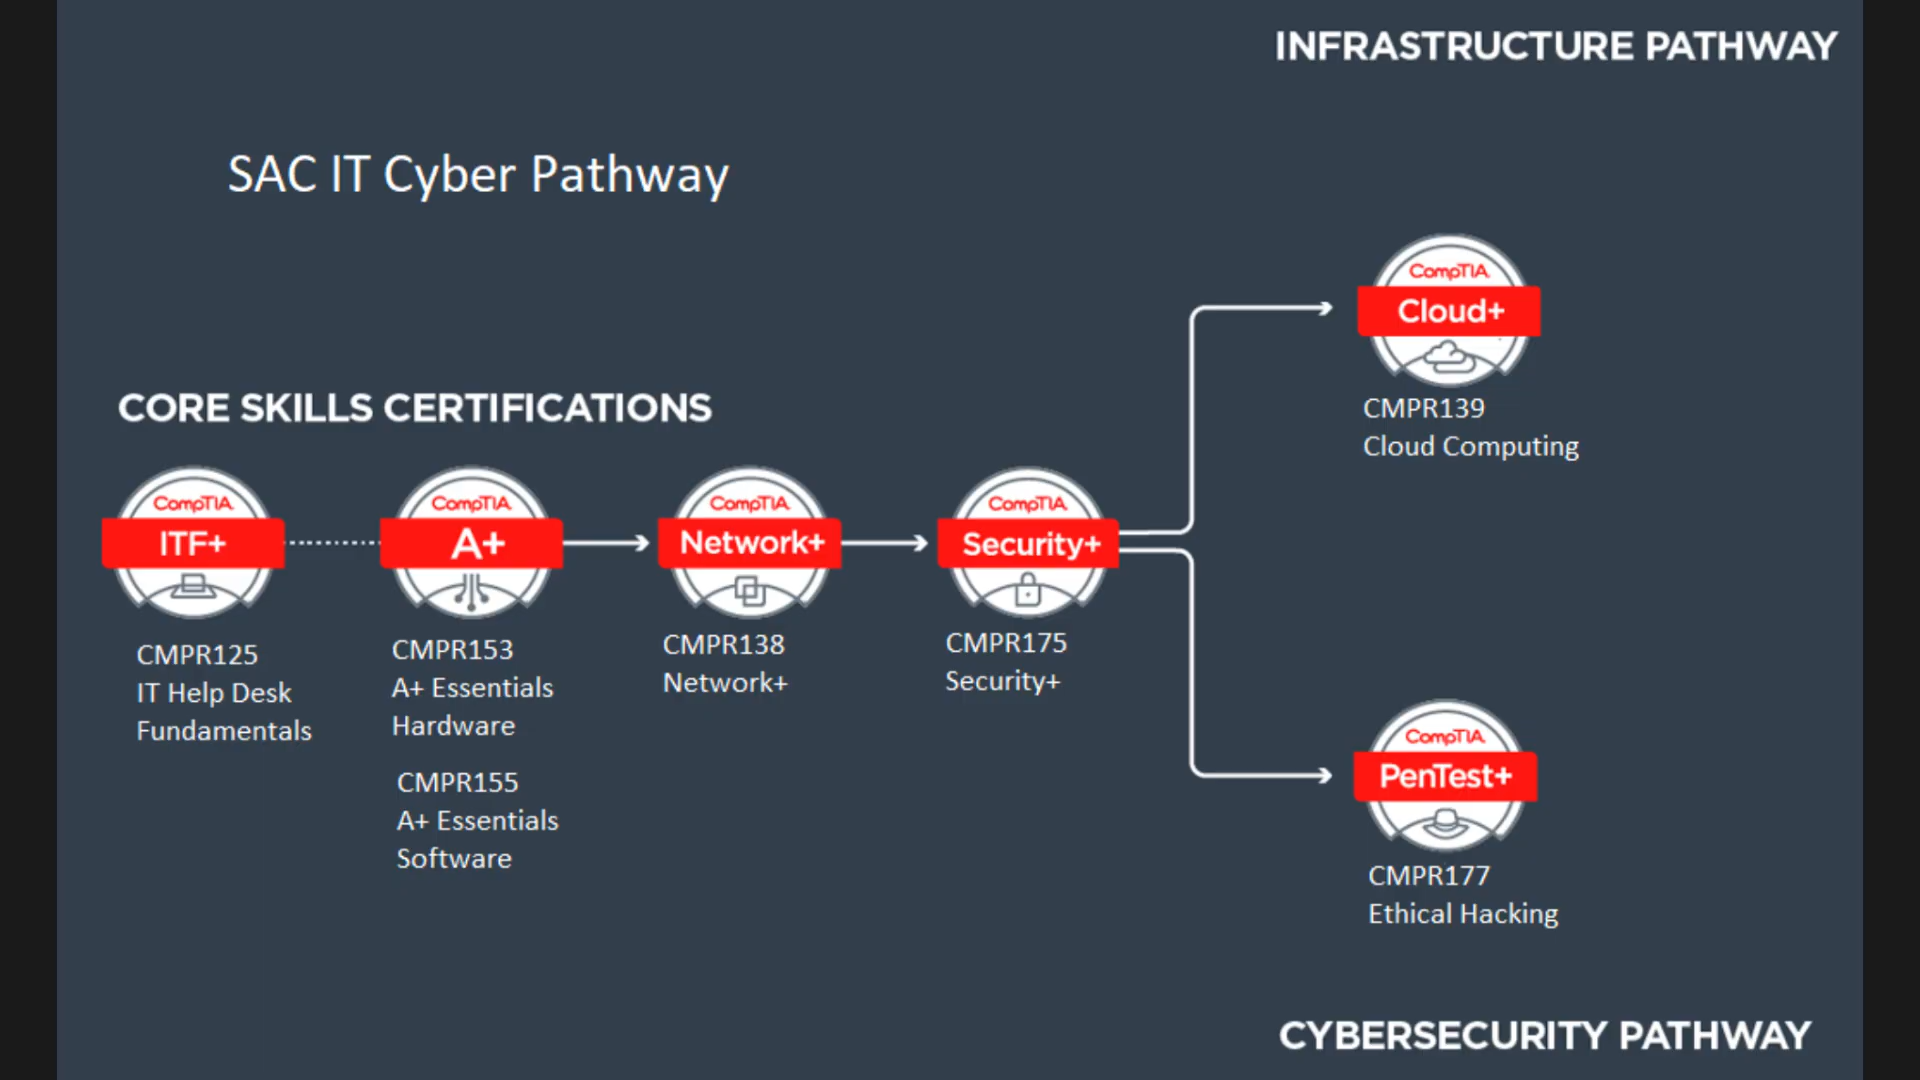 INFRASTRUCTURE PATHWAY
SAC IT Cyber Pathway
CompTIA
Cloud+
CMPR139
Cloud Computing
CORE SKILLS CERTIFICATIONS
CompTIA
ITF+
CMPR125
IT Help Desk
Fundamentals
CompTIA
A+
CMPR153
A+ Essentials
Hardware
CMPR155
A+ Essentials
Software
CompTIA
Network+
CMPR138
Network+
CompTIA
Security+
CMPR175
Security+
CompTIA
PenTest+
CMPR177
Ethical Hacking
CYBERSECURITY PATHWAY